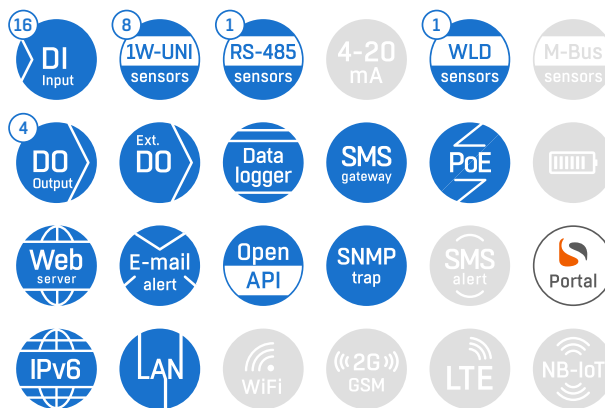 16 8 1 1
DI 1W-UNI RS-485 4-20 WLD M-Bus
Input sensors sensors mA sensors sensors
4
DO Ext. DO Data SMS PoE
Output logger gateway
Web E-mail Open SNMP SMS Portal
server alert API trap alert
IPv6 LAN WiFi 2G LTE NB-IoT
GSM